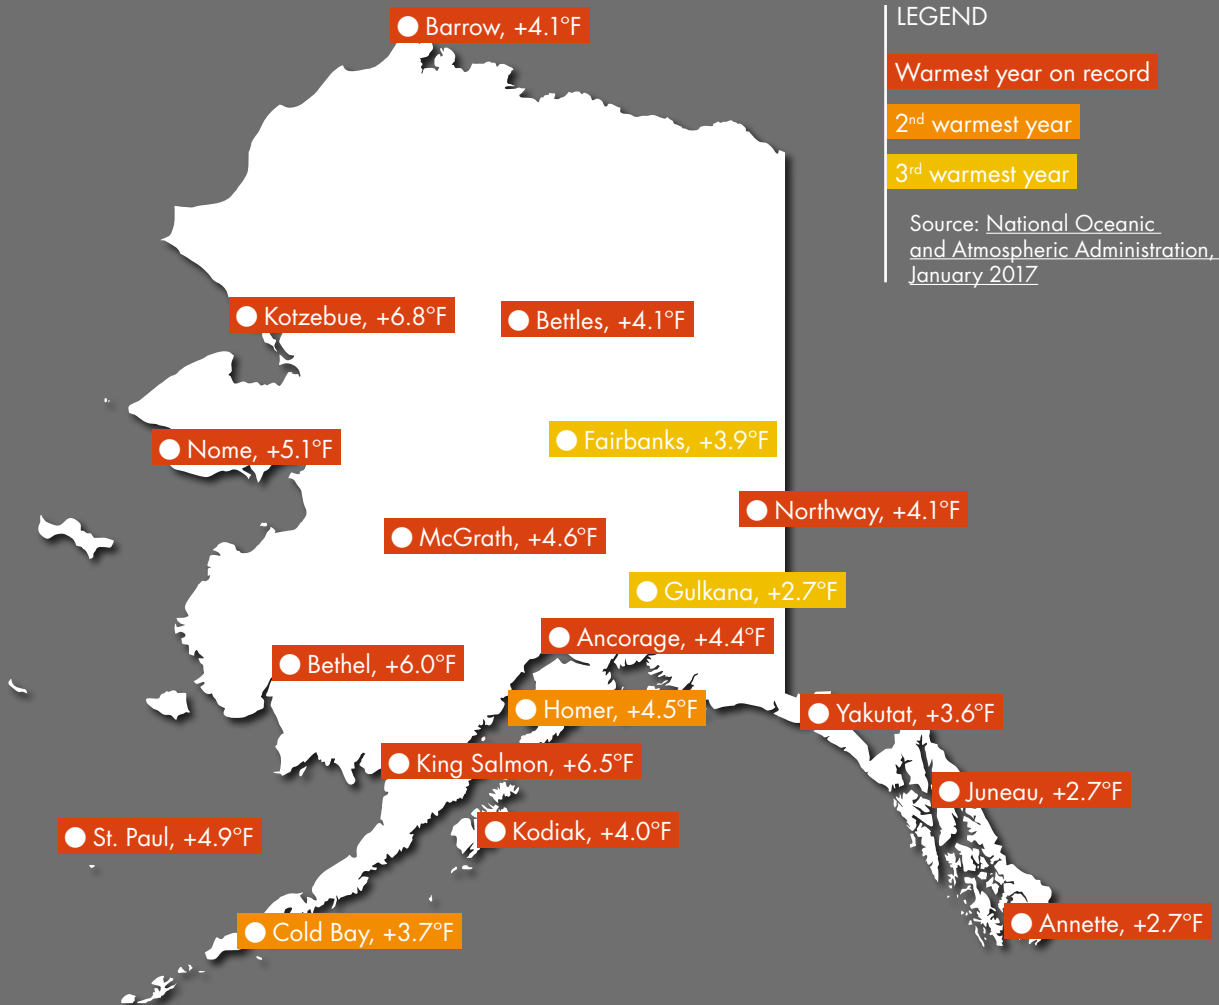 Barrow, +4.1°F
LEGEND
Warmest year on record
2nd warmest year
3rd warmest year
Source: National Oceanic
and Atmospheric Administration,
January 2017
Kotzebue, +6.8°F
Bettles, +4.1°F
Nome, +5.1°F
Fairbanks, +3.9°F
Northway, +4.1°F
McGrath, +4.6°F
Gulkana, +2.7°F
Ancorage, +4.4°F
Bethel, +6.0°F
Homer, +4.5°F
Yakutat, +3.6°F
King Salmon, +6.5°F
Juneau, +2.7°F
St. Paul, +4.9°F
Kodiak, +4.0°F
Cold Bay, +3.7°F
Annette, +2.7°F